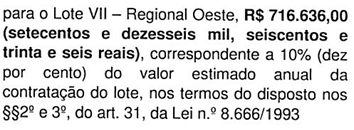 para o Lote VII – Regional Oeste, R$ 716.636,00
(setecentos e dezesseis mil, seiscentos e
trinta e seis reais), correspondente a 10% (dez
por cento) do valor estimado anual da
contratação do lote, nos termos do disposto nos
§§2º e 3º, do art. 31, da Lei n.º 8.666/1993